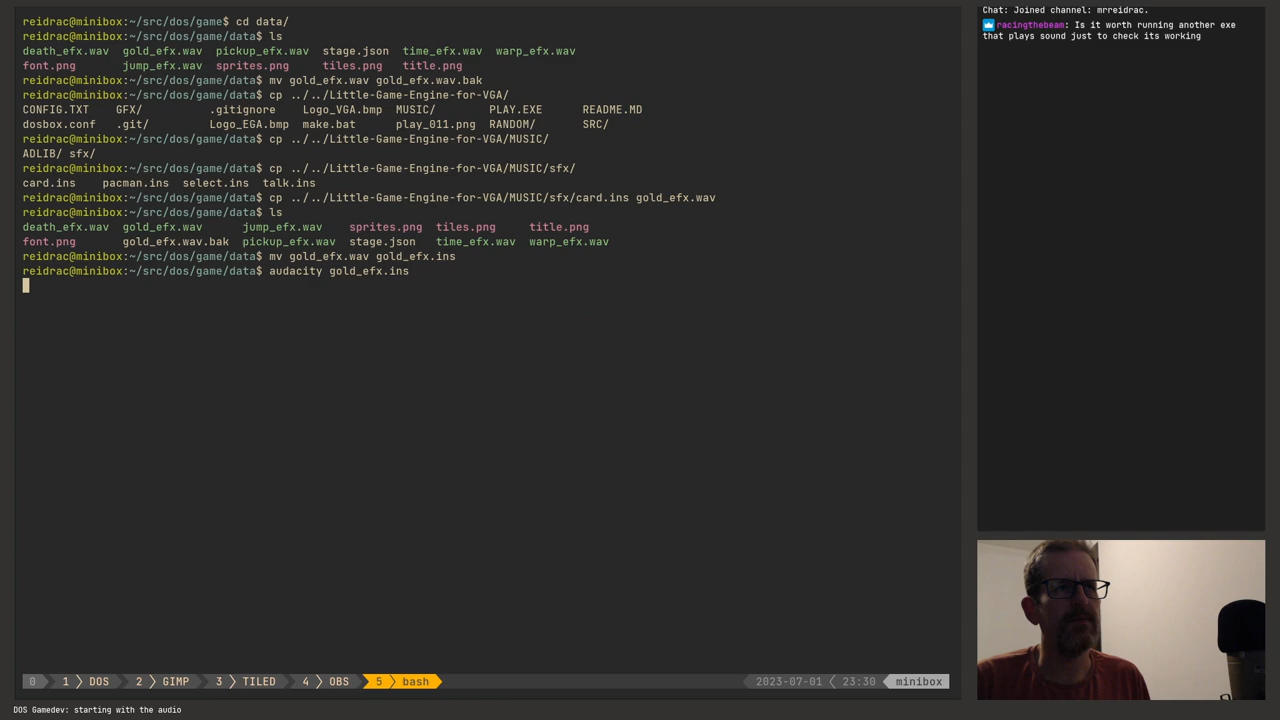 reidrac@minibox:~/src/dos/game$ cd data/
reidrac@minibox:~/src/dos/game/data$ ls
death_efx.wav  gold_efx.wav  pickup_efx.wav  stage.json  time_efx.wav  warp_efx.wav
font.png       jump_efx.wav  sprites.png  tiles.png  title.png
reidrac@minibox:~/src/dos/game/data$ mv gold_efx.wav gold_efx.wav.bak
reidrac@minibox:~/src/dos/game/data$ cp ../../Little-Game-Engine-for-VGA/
CONFIG.TXT   GFX/          .gitignore    Logo_VGA.bmp  MUSIC/       PLAY.EXE      README.MD
dosbox.conf  .git/         Logo_EGA.bmp  make.bat      play_011.png  RANDOM/       SRC/
reidrac@minibox:~/src/dos/game/data$ cp ../../Little-Game-Engine-for-VGA/MUSIC/
ADLIB/ sfx/
reidrac@minibox:~/src/dos/game/data$ cp ../../Little-Game-Engine-for-VGA/MUSIC/sfx/
card.ins    pacman.ins  select.ins  talk.ins
reidrac@minibox:~/src/dos/game/data$ cp ../../Little-Game-Engine-for-VGA/MUSIC/sfx/card.ins gold_efx.wav
reidrac@minibox:~/src/dos/game/data$ ls
death_efx.wav  gold_efx.wav      jump_efx.wav    sprites.png  tiles.png     title.png
font.png       gold_efx.wav.bak  pickup_efx.wav  stage.json   time_efx.wav  warp_efx.wav
reidrac@minibox:~/src/dos/game/data$ mv gold_efx.wav gold_efx.ins
reidrac@minibox:~/src/dos/game/data$ audacity gold_efx.ins
0 1 DOS 2 GIMP 3 TILED 4 OBS 5 bash 2023-07-01 23:30 minibox
Chat: Joined channel: mrreidrac.
racingthebeam: Is it worth running another exe
that plays sound just to check its working
DOS Gamedev: starting with the audio